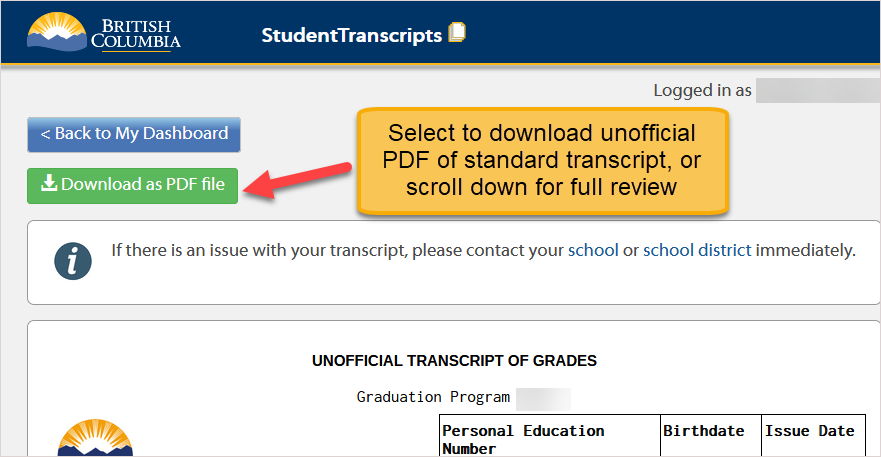 BRITISH
COLUMBIA
StudentTranscripts
Logged in as
< Back to My Dashboard
Select to download unofficial
PDF of standard transcript, or
scroll down for full review
Download as PDF file
If there is an issue with your transcript, please contact your school or school district immediately.
UNOFFICIAL TRANSCRIPT OF GRADES
Graduation Program
Personal Education Birthdate Issue Date
Number